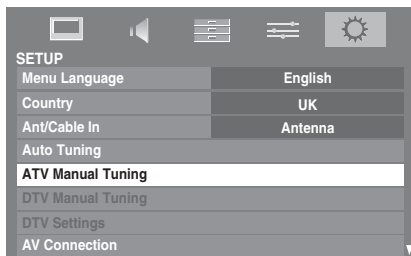 SETUP
Menu Language English
Country UK
Ant/Cable In Antenna
Auto Tuning
ATV Manual Tuning
DTV Manual Tuning
DTV Settings
AV Connection